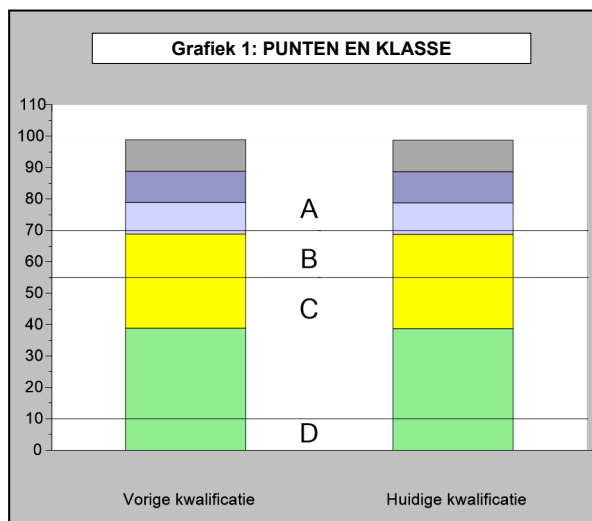 Grafiek 1: PUNTEN EN KLASSE
110
100
90
80
70
60
50
40
30
20
10
0
A
B
C
D
Vorige kwalificatie
Huidige kwalificatie